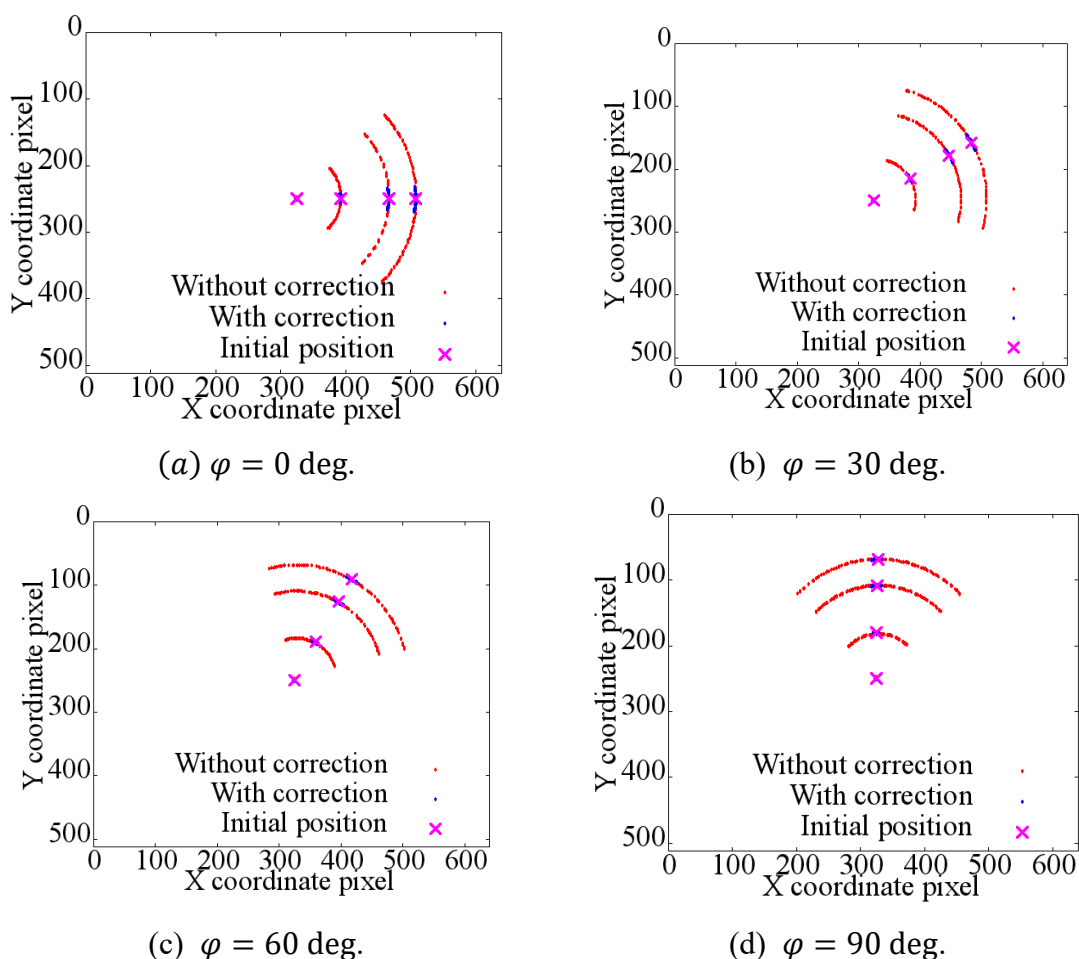 0
100
200
300
400
500
Y coordinate pixel
Without correction
With correction
Initial position
0 100 200 300 400 500 600
X coordinate pixel
(a) φ = 0 deg.
0
100
200
300
400
500
Y coordinate pixel
Without correction
With correction
Initial position
0 100 200 300 400 500 600
X coordinate pixel
(b) φ = 30 deg.
0
100
200
300
400
500
Y coordinate pixel
Without correction
With correction
Initial position
0 100 200 300 400 500 600
X coordinate pixel
(c) φ = 60 deg.
0
100
200
300
400
500
Y coordinate pixel
Without correction
With correction
Initial position
0 100 200 300 400 500 600
X coordinate pixel
(d) φ = 90 deg.